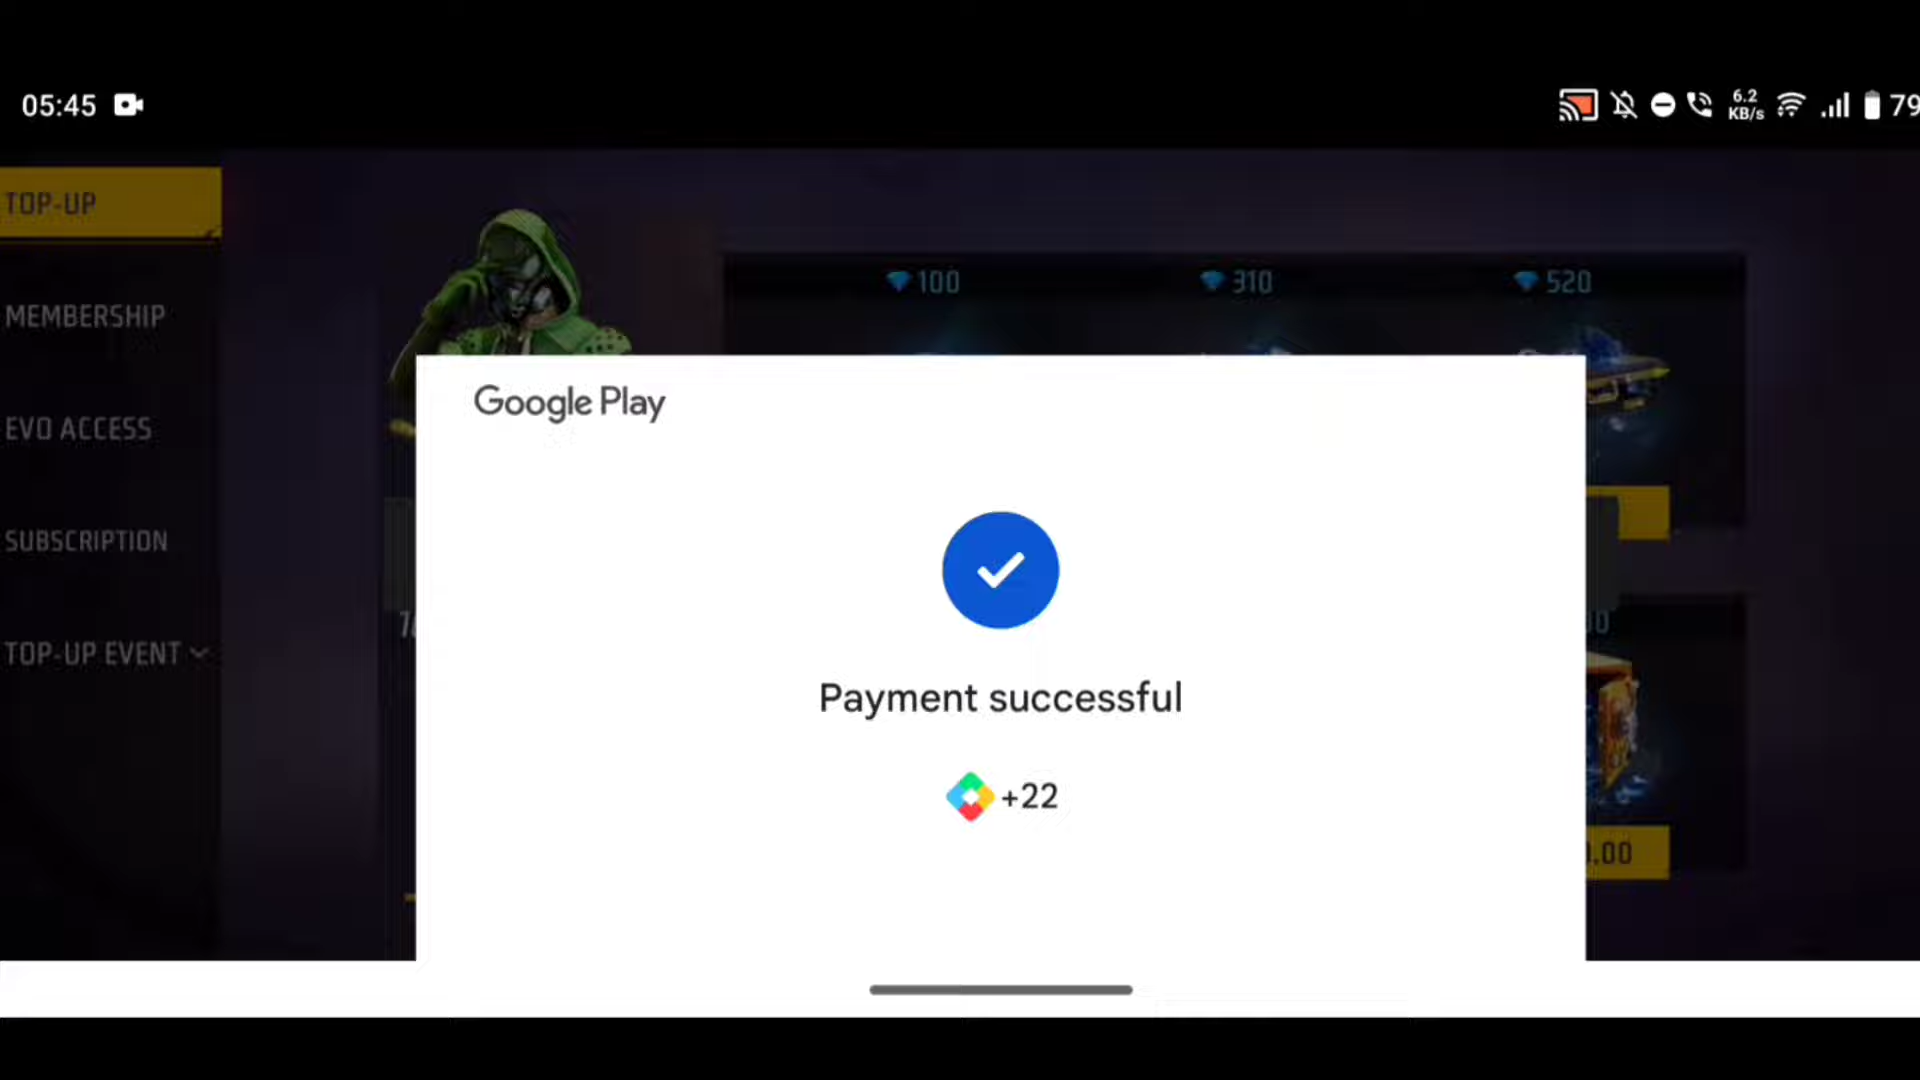 05:45
6.2
KB/s
79
TOP-UP
100
310
520
MEMBERSHIP
EVO ACCESS
SUBSCRIPTION
TOP-UP EVENT
Google Play
Payment successful
+22
.00